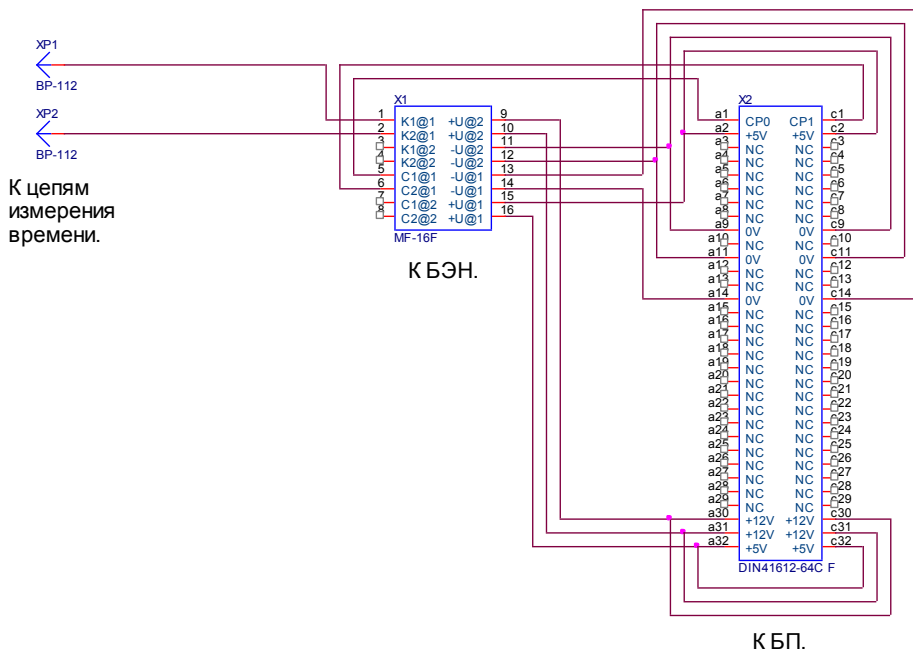 XP1
BP-112
XP2
BP-112
К цепям
измерения
времени.
X1
1 K1@1 +U@2 9
2 K2@1 +U@2 10
3 K1@2 -U@2 11
4 K2@2 -U@2 12
5 C1@1 -U@1 13
6 C2@1 -U@1 14
7 C1@2 +U@1 15
8 C2@2 +U@1 16
MF-16F
К БЭН.
X2
a1 CP0 CP1 c1
a2 +5V +5V c2
a3 NC NC c3
a4 NC NC c4
a5 NC NC c5
a6 NC NC c6
a7 NC NC c7
a8 NC NC c8
a9 0V 0V c9
a10 NC NC c10
a11 0V 0V c11
a12 NC NC c12
a13 NC NC c13
a14 0V 0V c14
a15 NC NC c15
a16 NC NC c16
a17 NC NC c17
a18 NC NC c18
a19 NC NC c19
a20 NC NC c20
a21 NC NC c21
a22 NC NC c22
a23 NC NC c23
a24 NC NC c24
a25 NC NC c25
a26 NC NC c26
a27 NC NC c27
a28 NC NC c28
a29 NC NC c29
a30 +12V +12V c30
a31 +12V +12V c31
a32 +5V +5V c32
DIN41612-64C F
К БП.